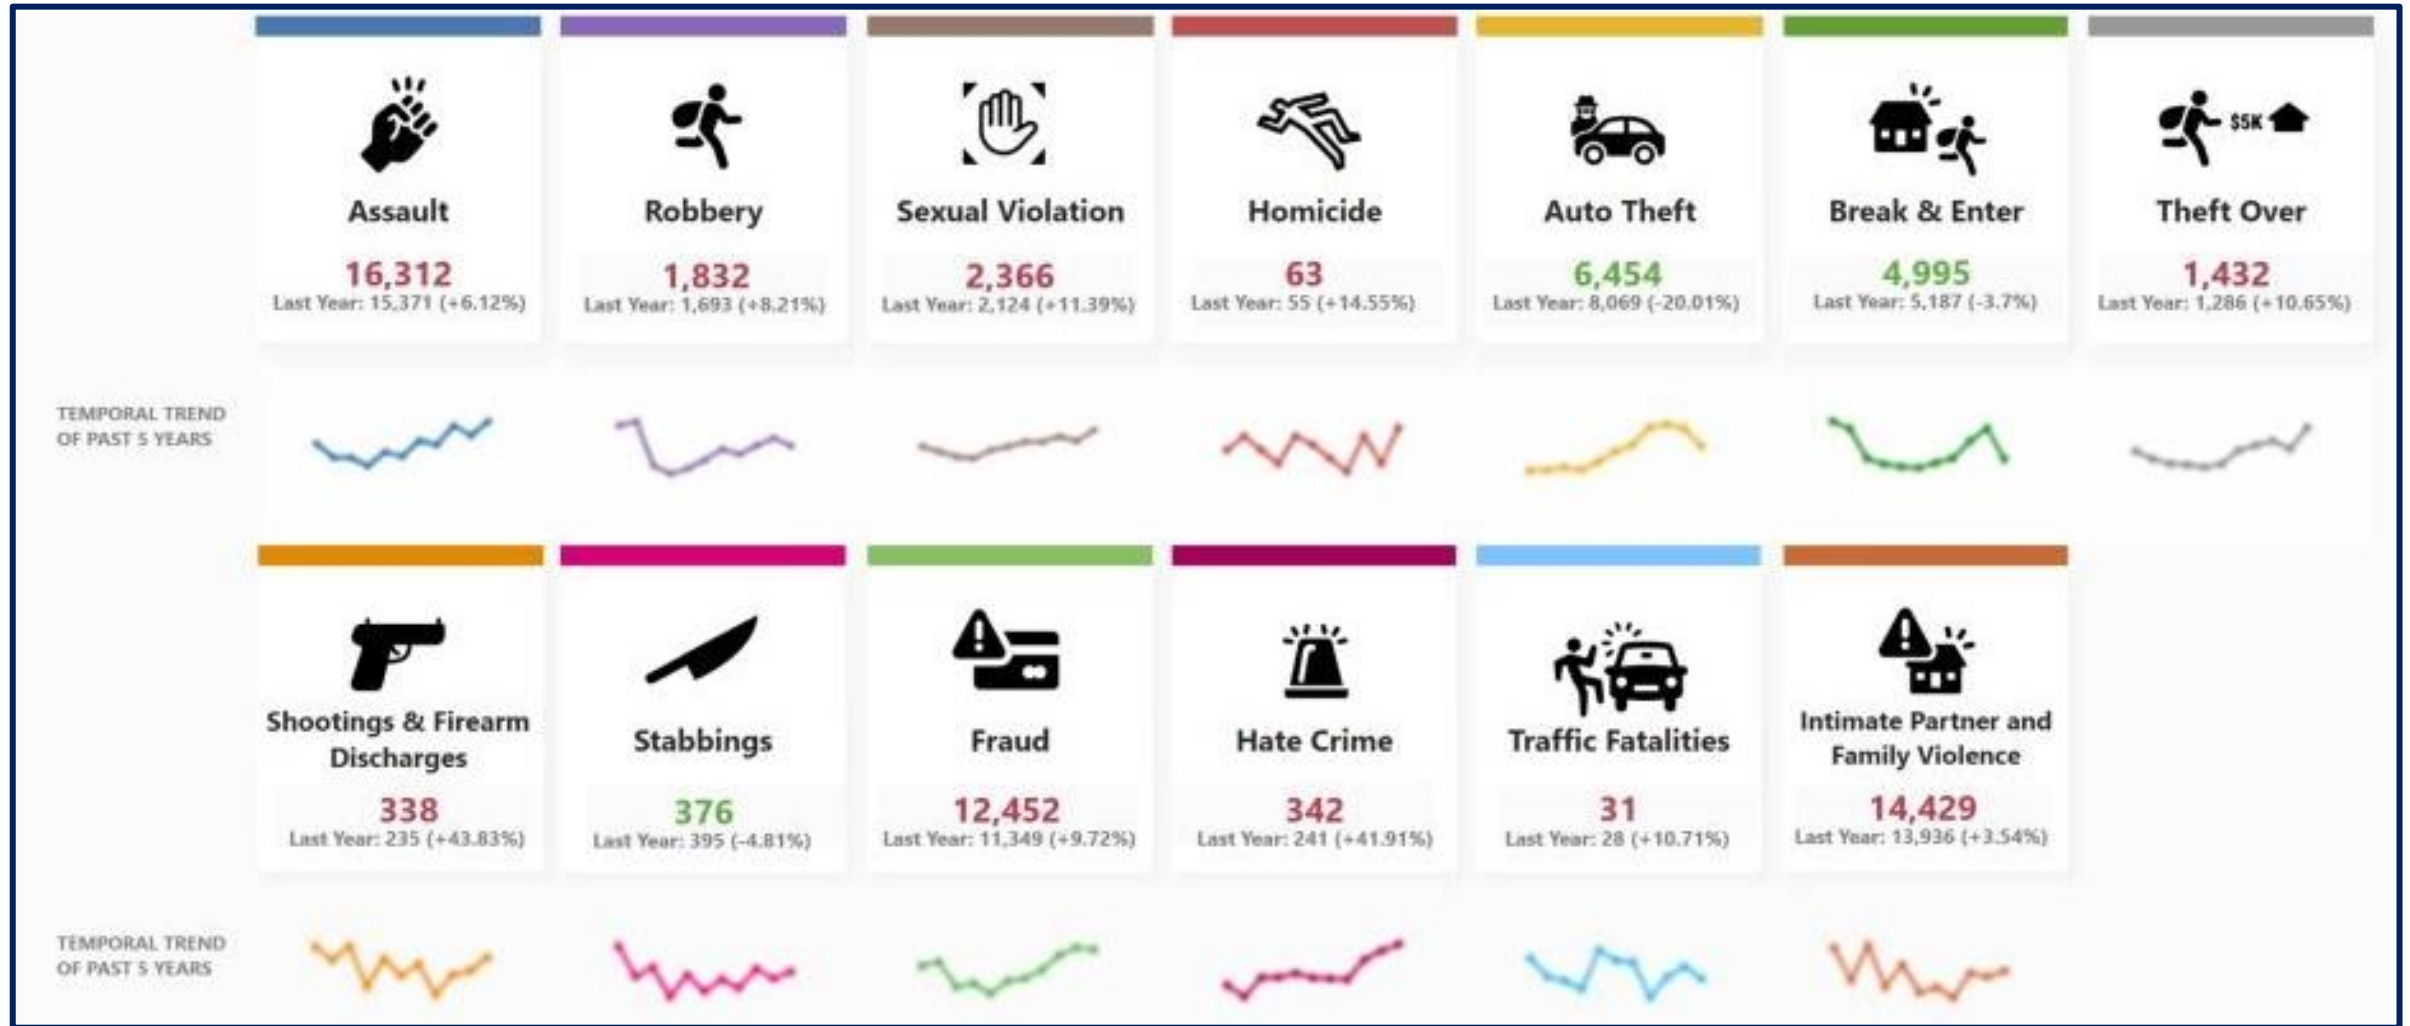 $5K
Assault
Robbery
Sexual Violation
Homicide
Auto Theft
Break & Enter
Theft Over
16,312
1,832
2,366
63
6,454
4,995
1,432
Last Year: 15,371 (+6.12%)
Last Year: 1,693 (+8.21%)
Last Year: 2,124 (+11.39%)
Last Year: 55 (+14.55%)
Last Year: 8,069 (-20.01%)
Last Year: 5,187 (-3.7%)
Last Year: 1,286 (+10.65%)
TEMPORAL TREND
OF PAST 5 YEARS
Shootings & Firearm
Discharges
Stabbings
Fraud
Hate Crime
Traffic Fatalities
Intimate Partner and
Family Violence
338
376
12,452
342
31
14,429
Last Year: 235 (+43.83%)
Last Year: 395 (-4.81%)
Last Year: 11,349 (+9.72%)
Last Year: 241 (+41.91%)
Last Year: 28 (+10.71%)
Last Year: 13,936 (+3.54%)
TEMPORAL TREND
OF PAST 5 YEARS